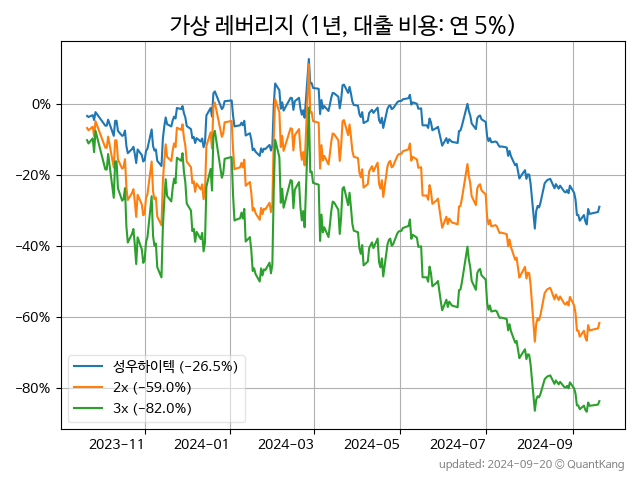 가상 레버리지 (1년, 대출 비용: 연 5%)
0%
−20%
−40%
−60%
−80%
성우하이텍 (−26.5%)
2x (−59.0%)
3x (−82.0%)
2023-11 2024-01 2024-03 2024-05 2024-07 2024-09
updated: 2024-09-20 © QuantKang